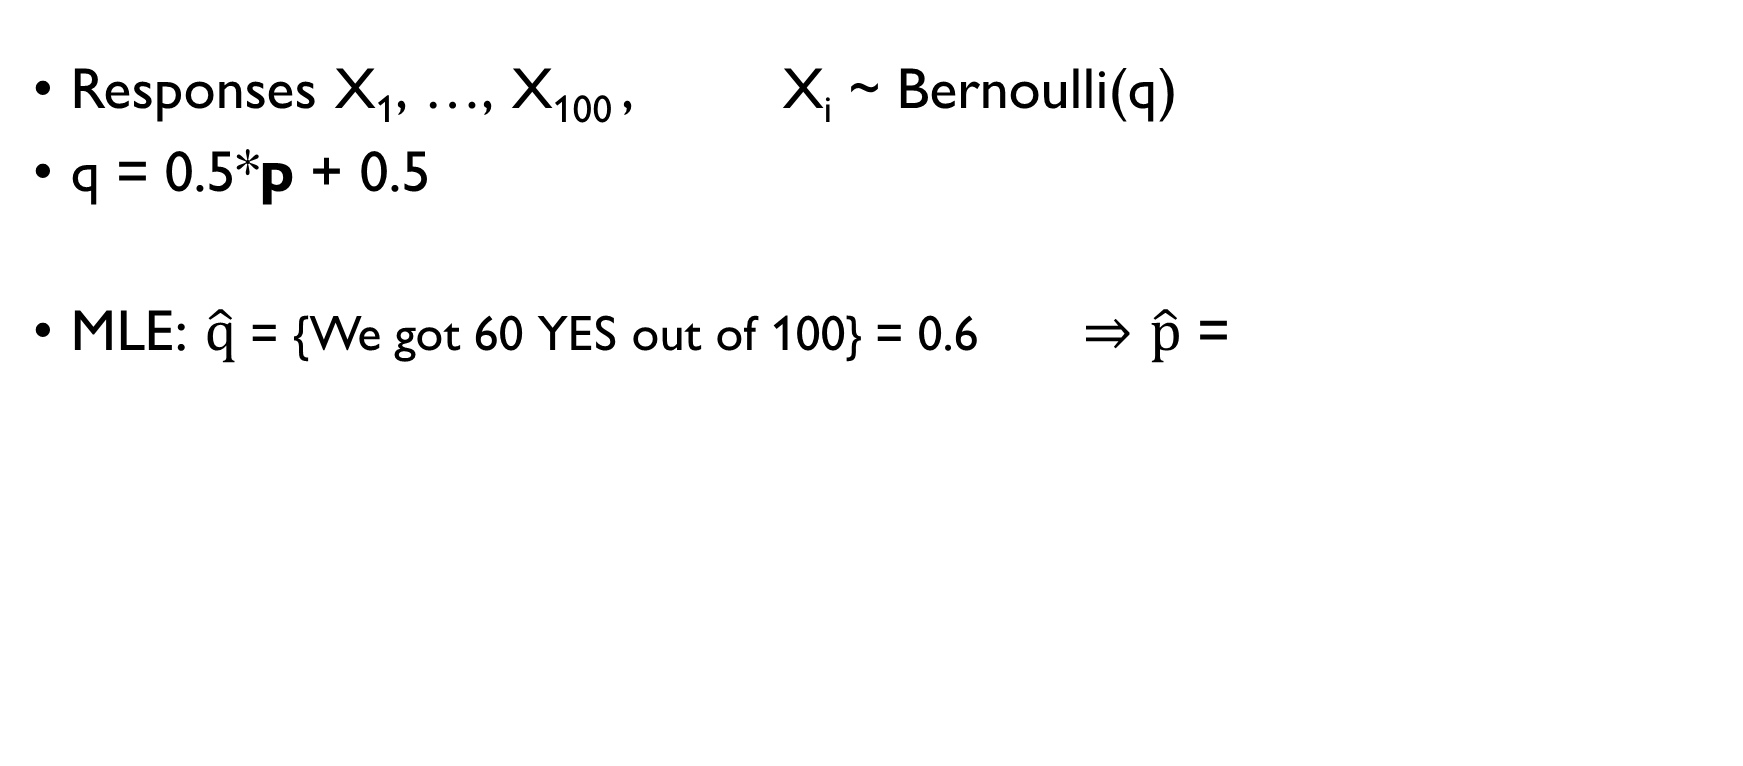 • Responses X₁, …, X₁₀₀ , Xᵢ ~ Bernoulli(q)
• q = 0.5*p + 0.5
• MLE: q̂ = {We got 60 YES out of 100} = 0.6 ⇒ p̂ =